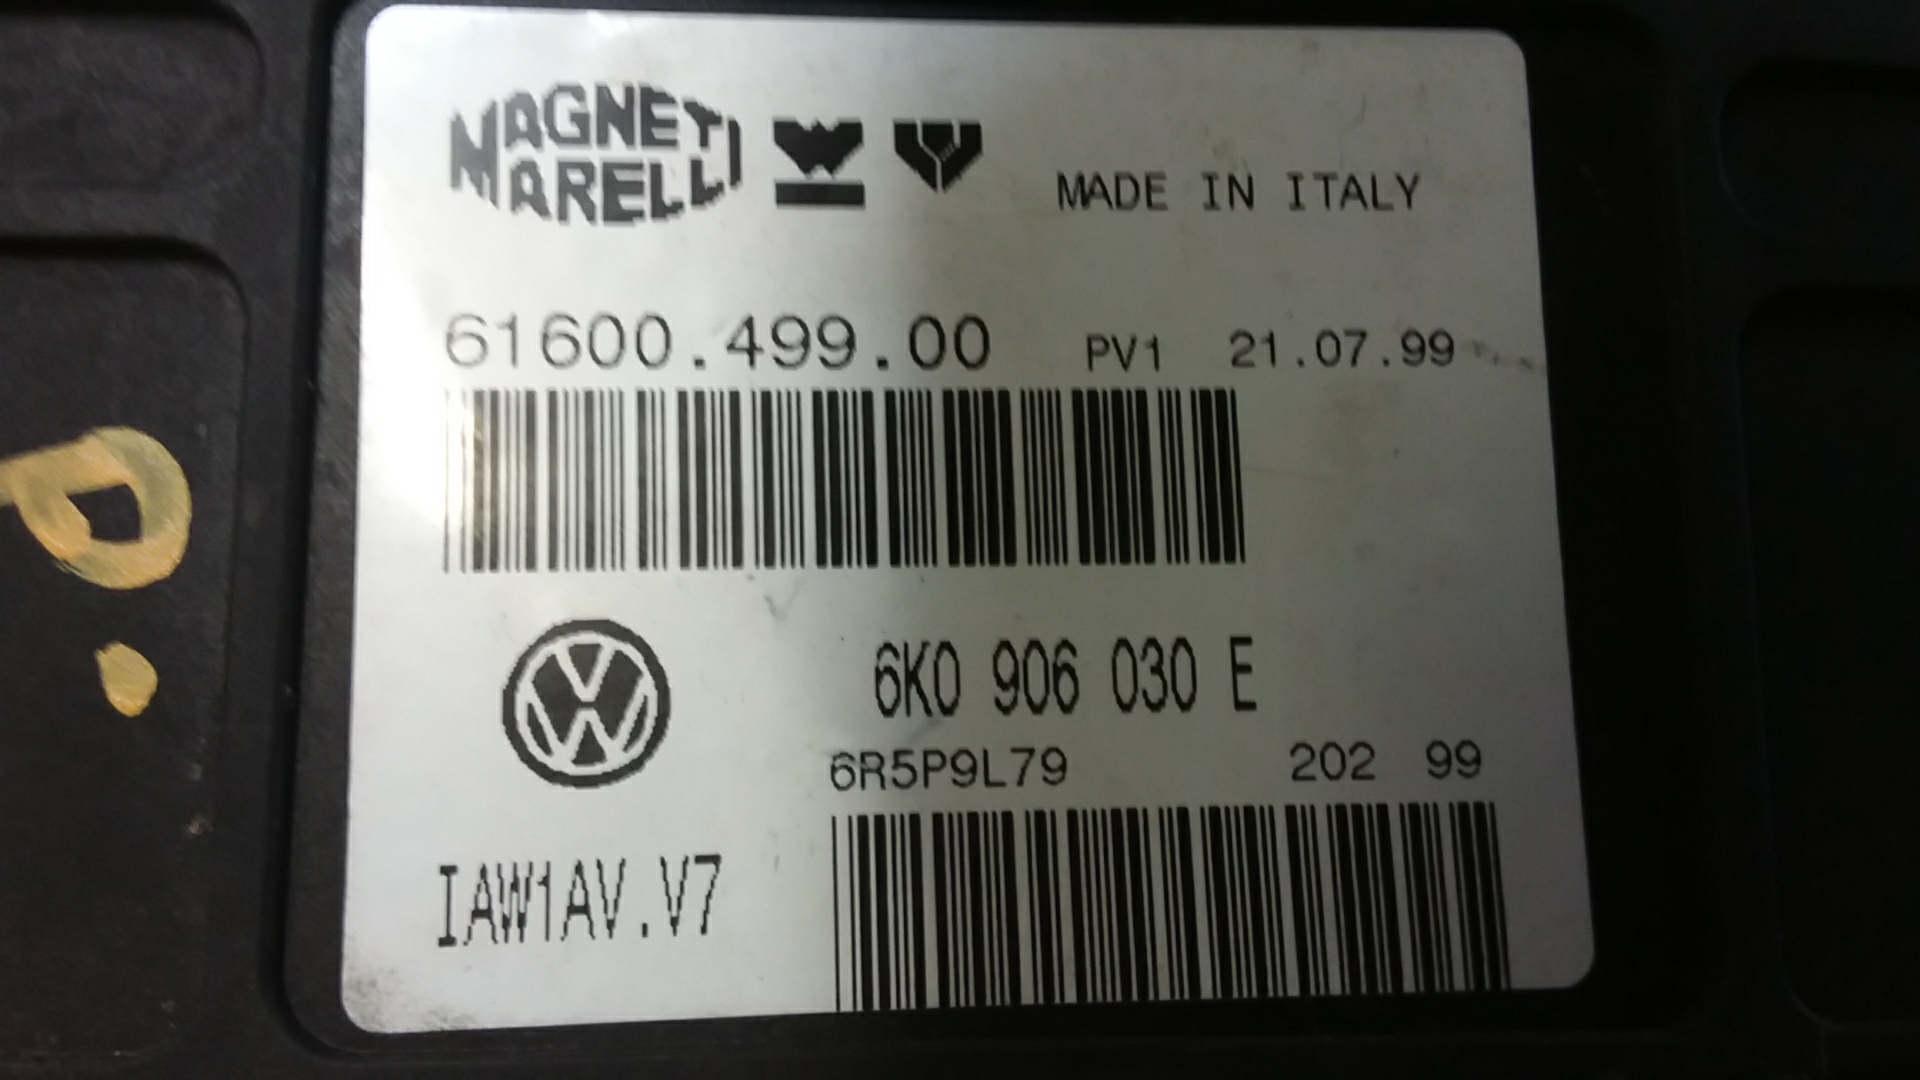 MAGNETI
MARELLI
MADE IN ITALY
61600.499.00 PV1 21.07.99
6K0 906 030 E
6R5P9L79 202 99
IAW1AV.V7
P.